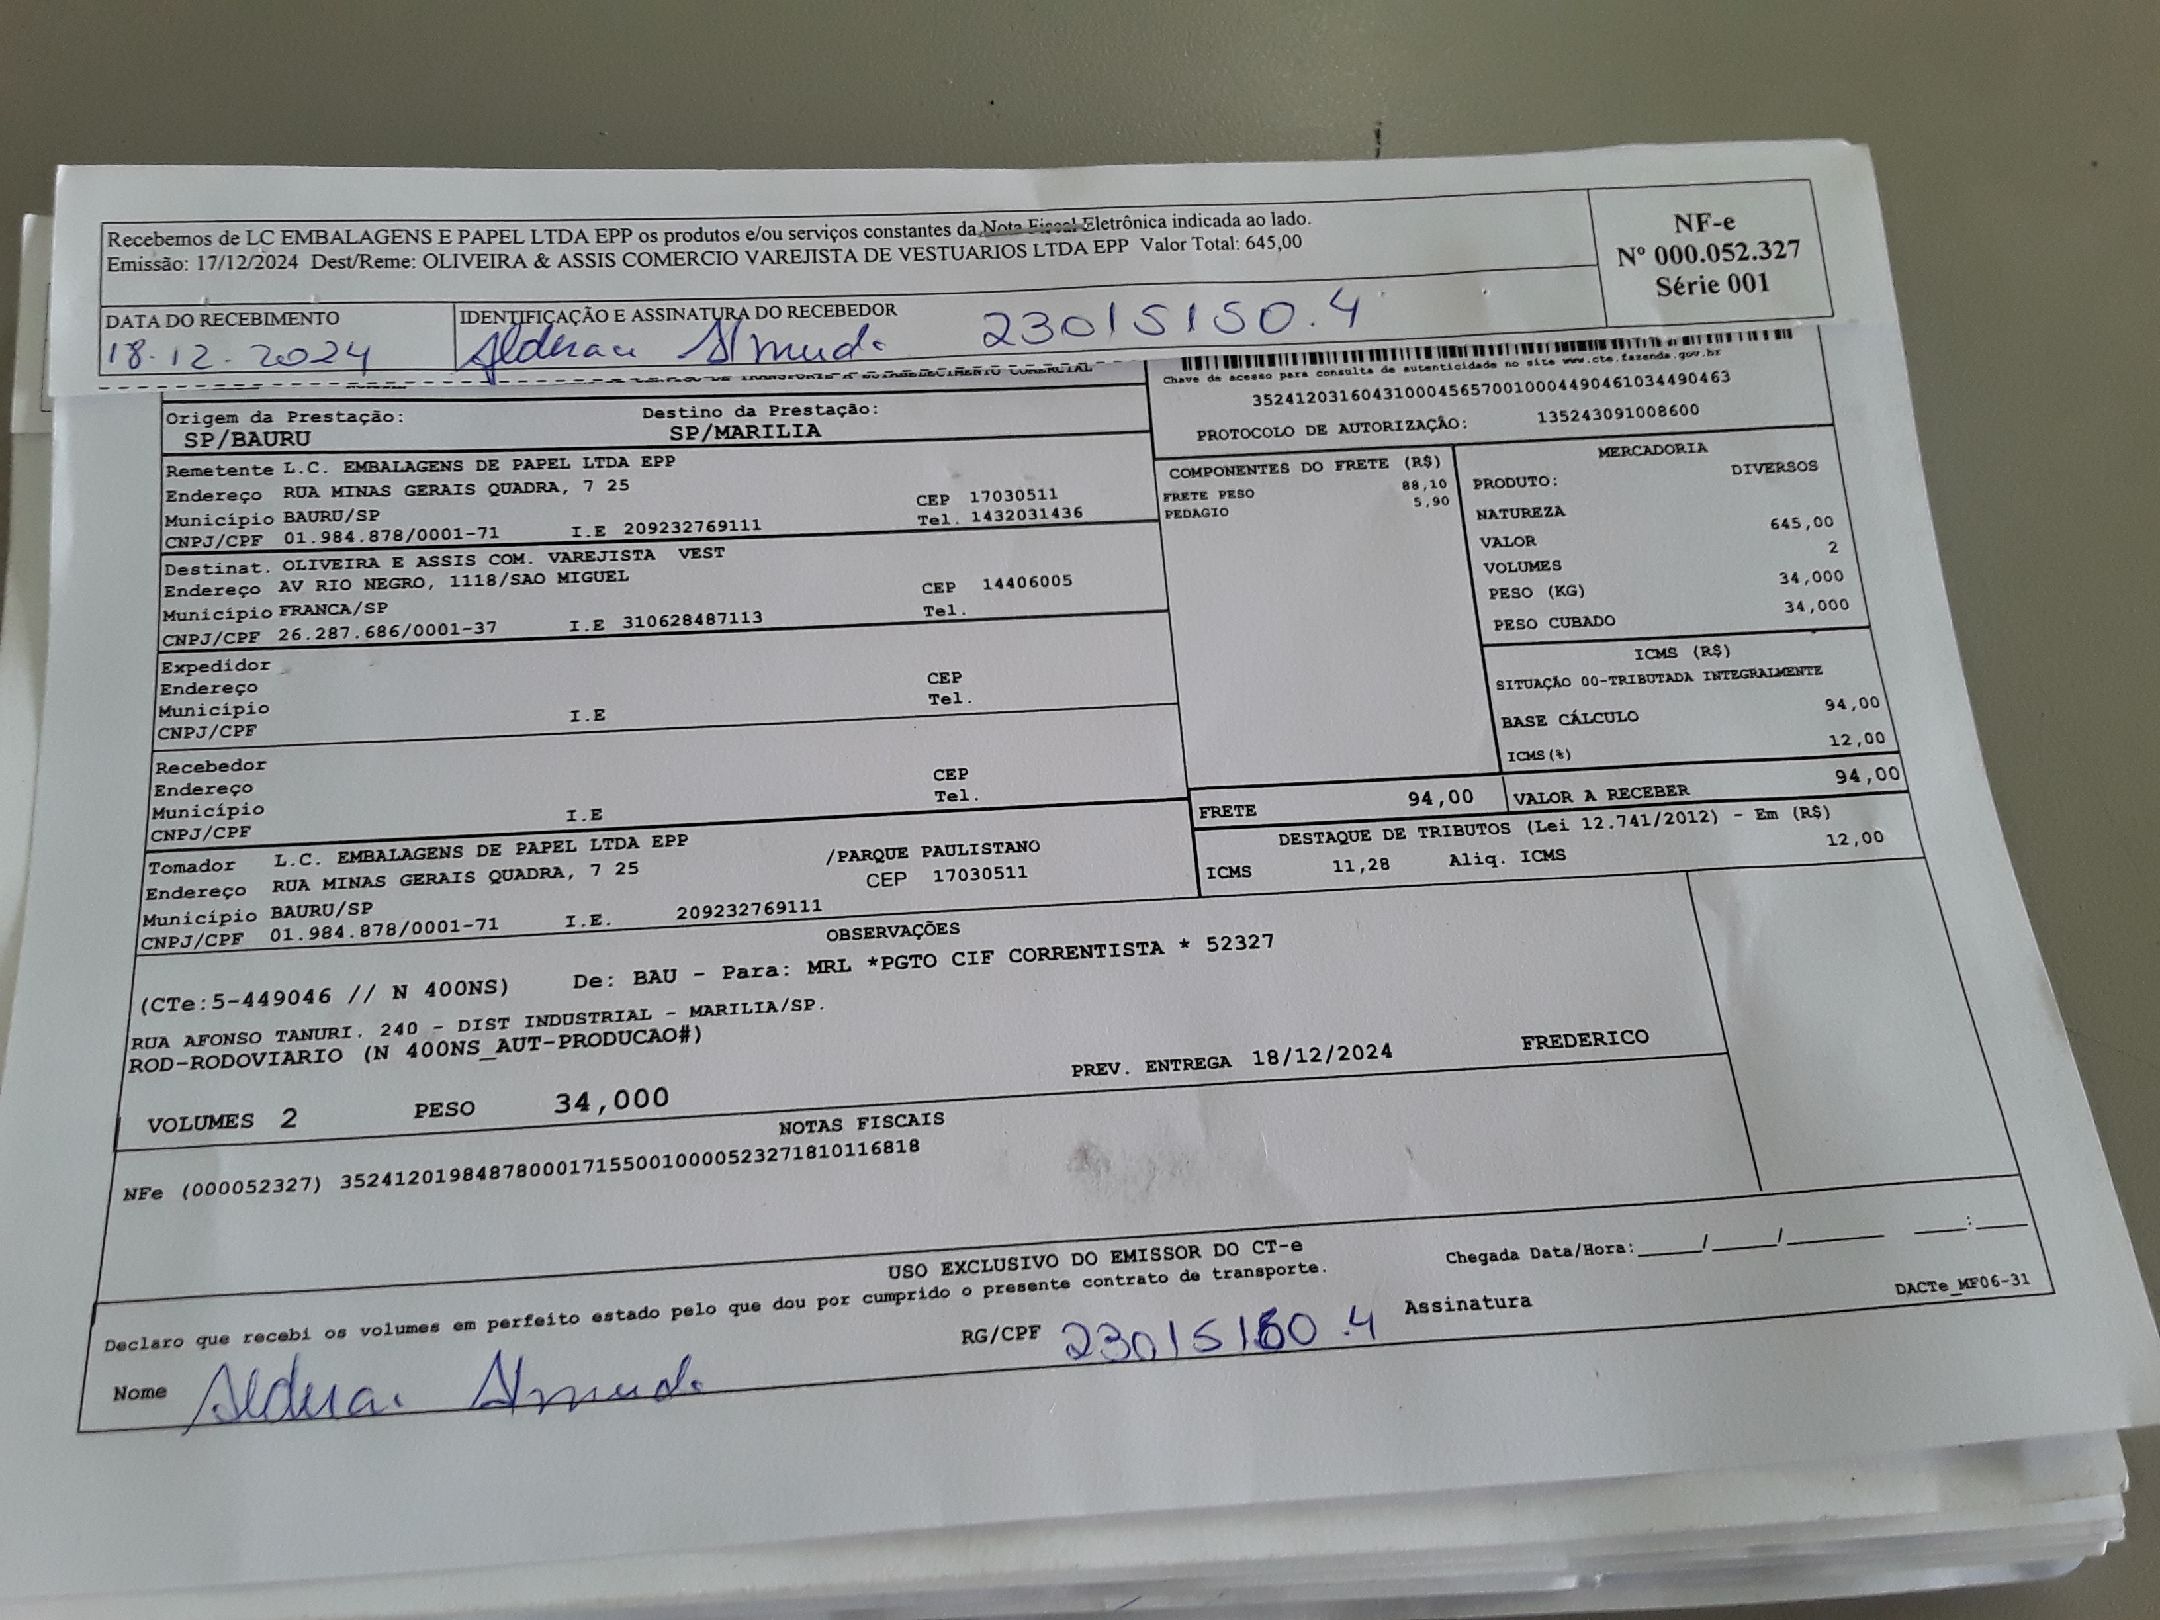 Recebemos de LC EMBALAGENS E PAPEL LTDA EPP os produtos e/ou serviços constantes da Nota Fiscal Eletrônica indicada ao lado.
Emissão: 17/12/2024 Dest/Reme: OLIVEIRA & ASSIS COMERCIO VAREJISTA DE VESTUARIOS LTDA EPP Valor Total: 645,00
NF-e
Nº 000.052.327
Série 001
DATA DO RECEBIMENTO
18.12.2024
IDENTIFICAÇÃO E ASSINATURA DO RECEBEDOR
23015150.4
Chave de acesso para consulta de autenticidade no site www.cte.fazenda.gov.br
35241203160431000456570010004490461034490463
PROTOCOLO DE AUTORIZAÇÃO: 135243091008600
Origem da Prestação: Destino da Prestação:
SP/BAURU SP/MARILIA
Remetente L.C. EMBALAGENS DE PAPEL LTDA EPP
Endereço RUA MINAS GERAIS QUADRA, 7 25 CEP 17030511
Município BAURU/SP Tel. 1432031436
CNPJ/CPF 01.984.878/0001-71 I.E 209232769111
Destinat. OLIVEIRA E ASSIS COM. VAREJISTA VEST
Endereço AV RIO NEGRO, 1118/SAO MIGUEL CEP 14406005
Município FRANCA/SP Tel.
CNPJ/CPF 26.287.686/0001-37 I.E 310628487113
Expedidor
Endereço CEP
Município Tel.
CNPJ/CPF I.E
Recebedor
Endereço CEP
Município Tel.
CNPJ/CPF I.E
Tomador L.C. EMBALAGENS DE PAPEL LTDA EPP
Endereço RUA MINAS GERAIS QUADRA, 7 25 /PARQUE PAULISTANO
Município BAURU/SP CEP 17030511
CNPJ/CPF 01.984.878/0001-71 I.E. 209232769111
COMPONENTES DO FRETE (R$)
FRETE PESO 88,10
PEDAGIO 5,90
MERCADORIA
PRODUTO: DIVERSOS
NATUREZA
VALOR 645,00
VOLUMES 2
PESO (KG) 34,000
PESO CUBADO 34,000
ICMS (R$)
SITUAÇÃO 00-TRIBUTADA INTEGRALMENTE
BASE CÁLCULO 94,00
ICMS(%) 12,00
FRETE 94,00 VALOR A RECEBER 94,00
DESTAQUE DE TRIBUTOS (Lei 12.741/2012) - Em (R$)
ICMS 11,28 Aliq. ICMS 12,00
OBSERVAÇÕES
(CTe:5-449046 // N 400NS) De: BAU - Para: MRL *PGTO CIF CORRENTISTA * 52327
RUA AFONSO TANURI, 240 - DIST INDUSTRIAL - MARILIA/SP.
ROD-RODOVIARIO (N 400NS_AUT-PRODUCAO#)
PREV. ENTREGA 18/12/2024 FREDERICO
VOLUMES 2 PESO 34,000
NOTAS FISCAIS
NFe (000052327) 35241201984878000171550010000523271810116818
USO EXCLUSIVO DO EMISSOR DO CT-e
Chegada Data/Hora:_____/_____/_______ ____:____
Declaro que recebi os volumes em perfeito estado pelo que dou por cumprido o presente contrato de transporte.
DACTe_MF06-31
Nome RG/CPF 23015150.4 Assinatura